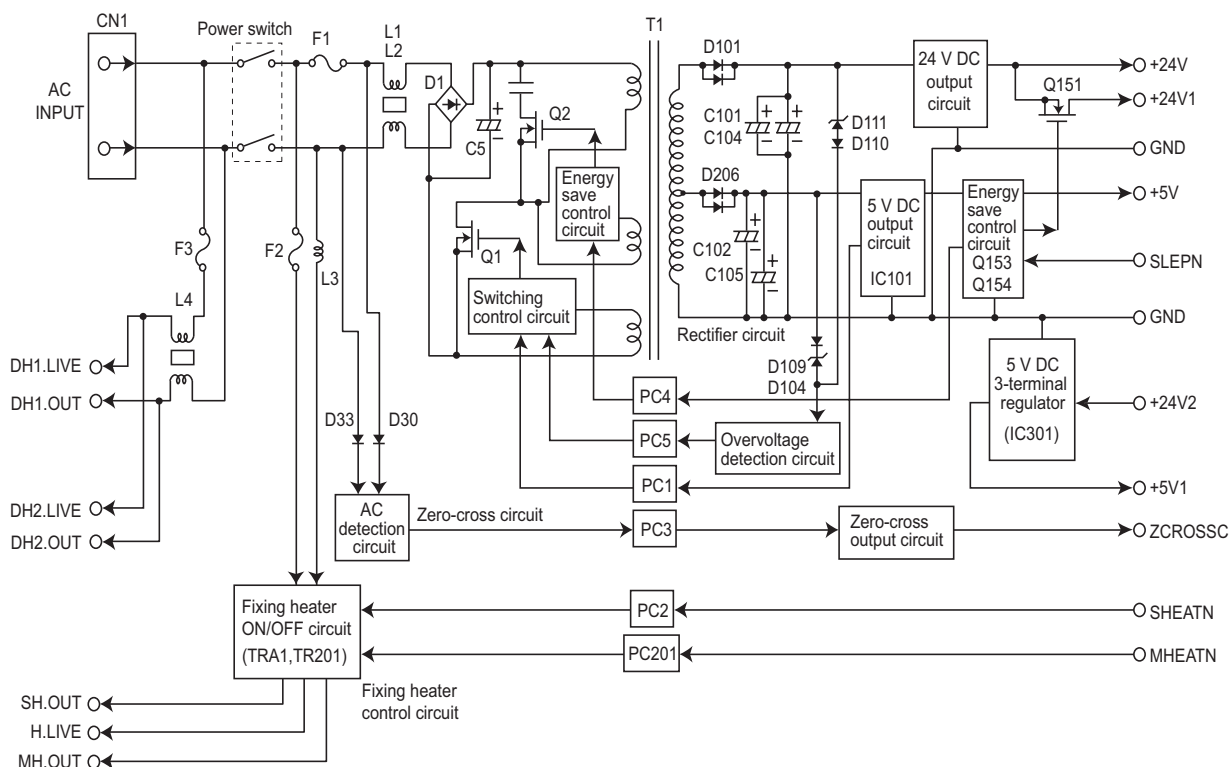 CN1
Power switch
F1
L1
L2
T1
D101
24 V DC
output
circuit
+24V
AC
INPUT
D1
Q2
C5
C101
C104
D111
D110
Q151
+24V1
GND
Energy
save
control
circuit
D206
5 V DC
output
circuit
IC101
Energy
save
control
circuit
Q153
Q154
+5V
F3
F2
L3
Q1
C102
C105
SLEPN
L4
Switching
control circuit
Rectifier circuit
GND
DH1.LIVE
DH1.OUT
D109
D104
5 V DC
3-terminal
regulator
(IC301)
+24V2
D33
D30
PC4
PC5
Overvoltage
detection circuit
PC1
+5V1
DH2.LIVE
DH2.OUT
AC
detection
circuit
Zero-cross circuit
PC3
Zero-cross
output circuit
ZCROSSC
Fixing heater
ON/OFF circuit
(TRA1,TR201)
PC2
SHEATN
PC201
MHEATN
Fixing heater
control circuit
SH.OUT
H.LIVE
MH.OUT
+
−
+
−
+
−
+
−
+
−